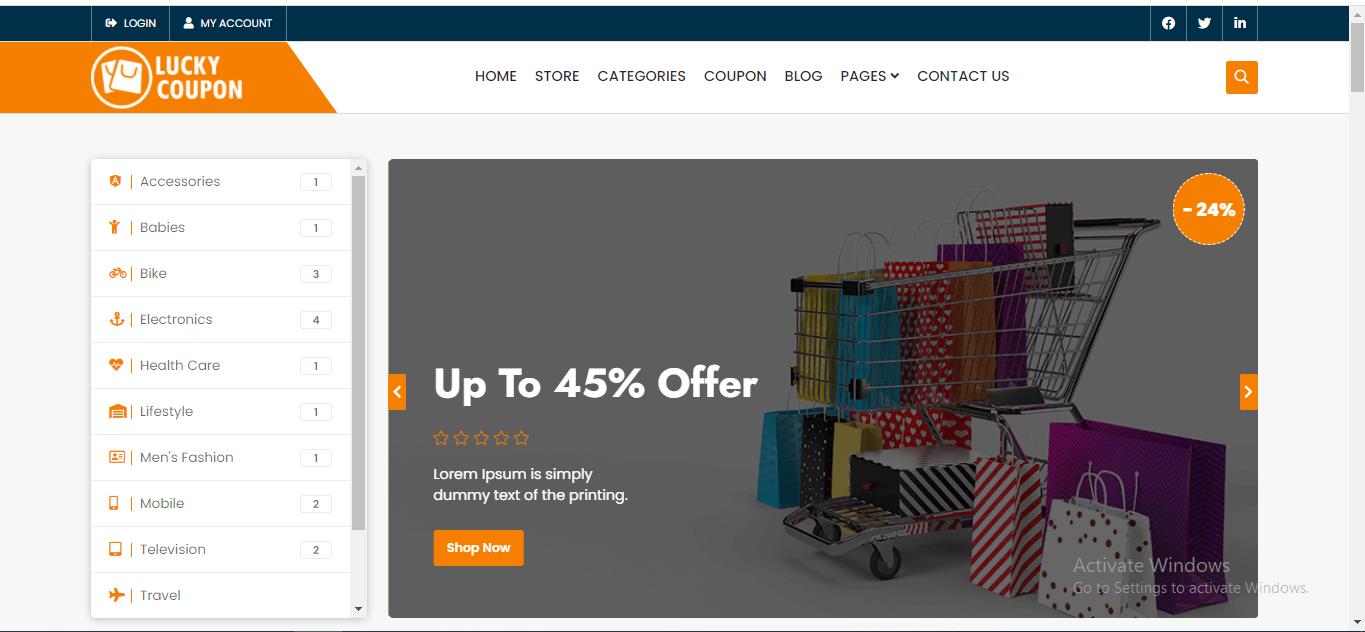 LOGIN
MY ACCOUNT
LUCKY
COUPON
HOME
STORE
CATEGORIES
COUPON
BLOG
PAGES
CONTACT US
Accessories 1
Babies 1
Bike 3
Electronics 4
Health Care 1
Lifestyle 1
Men's Fashion 1
Mobile 2
Television 2
Travel
- 24%
Up To 45% Offer
Lorem Ipsum is simply
dummy text of the printing.
Shop Now
Activate Windows
Go to Settings to activate Windows.